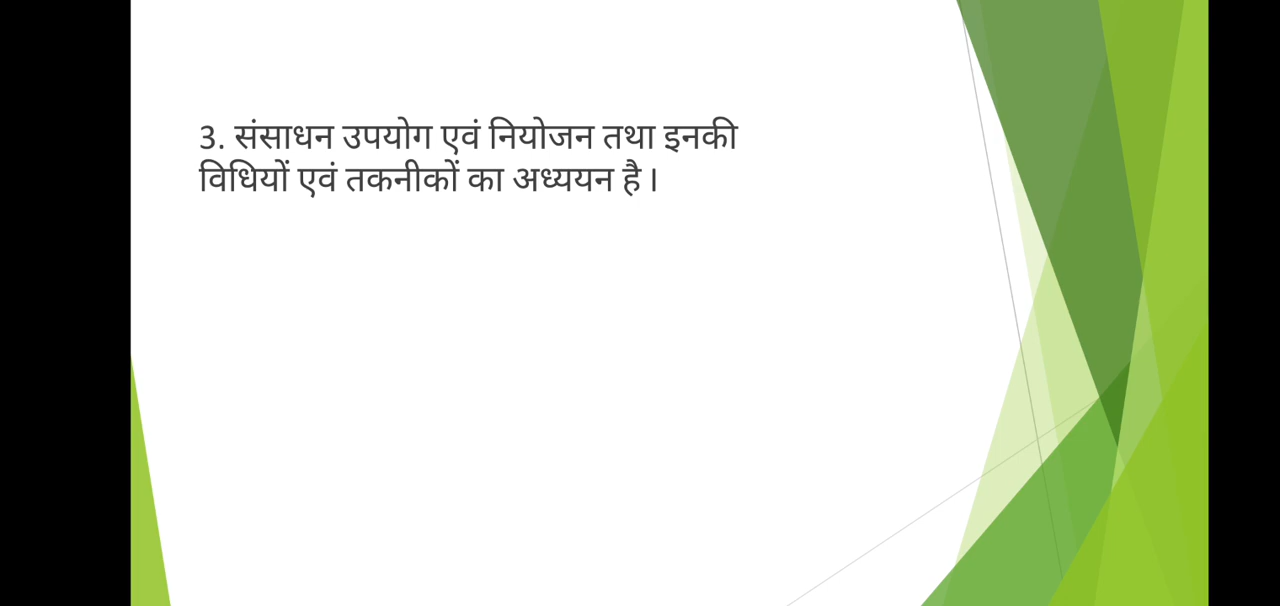 3. संसाधन उपयोग एवं नियोजन तथा इनकी
विधियों एवं तकनीकों का अध्ययन है ।